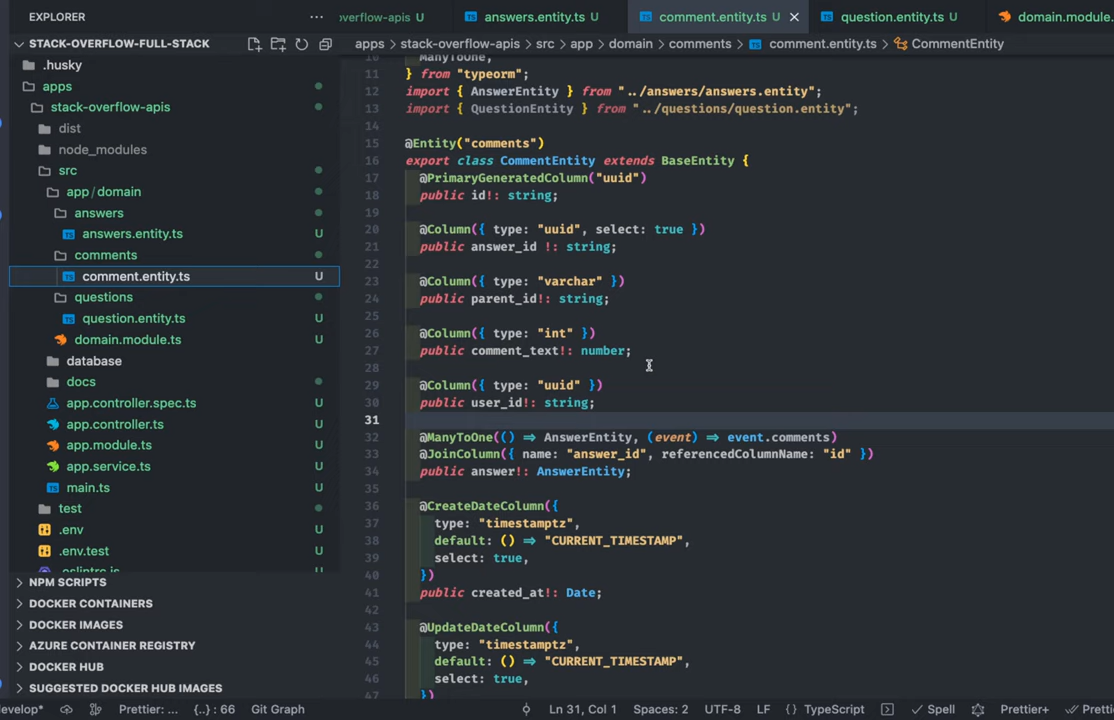 EXPLORER
...
STACK-OVERFLOW-FULL-STACK
.husky
apps
stack-overflow-apis
dist
node_modules
src
app / domain
answers
TS answers.entity.ts U
comments
TS comment.entity.ts U
questions
TS question.entity.ts U
domain.module.ts U
database
docs
app.controller.spec.ts U
app.controller.ts U
app.module.ts U
app.service.ts U
TS main.ts U
test
.env U
.env.test U
NPM SCRIPTS
DOCKER CONTAINERS
DOCKER IMAGES
AZURE CONTAINER REGISTRY
DOCKER HUB
SUGGESTED DOCKER HUB IMAGES
overflow-apis U TS answers.entity.ts U TS comment.entity.ts U × TS question.entity.ts U domain.module.
apps > stack-overflow-apis > src > app > domain > comments > TS comment.entity.ts > CommentEntity
10 ManyToOne,
11 } from "typeorm";
12 import { AnswerEntity } from "../answers/answers.entity";
13 import { QuestionEntity } from "../questions/question.entity";
14
15 @Entity("comments")
16 export class CommentEntity extends BaseEntity {
17 @PrimaryGeneratedColumn("uuid")
18 public id!: string;
19
20 @Column({ type: "uuid", select: true })
21 public answer_id !: string;
22
23 @Column({ type: "varchar" })
24 public parent_id!: string;
25
26 @Column({ type: "int" })
27 public comment_text!: number;
28
29 @Column({ type: "uuid" })
30 public user_id!: string;
31
32 @ManyToOne(() => AnswerEntity, (event) => event.comments)
33 @JoinColumn({ name: "answer_id", referencedColumnName: "id" })
34 public answer!: AnswerEntity;
35
36 @CreateDateColumn({
37 type: "timestamptz",
38 default: () => "CURRENT_TIMESTAMP",
39 select: true,
40 })
41 public created_at!: Date;
42
43 @UpdateDateColumn({
44 type: "timestamptz",
45 default: () => "CURRENT_TIMESTAMP",
46 select: true,
47 })
evelop* Prettier: ... {..} : 66 Git Graph Ln 31, Col 1 Spaces: 2 UTF-8 LF {} TypeScript Spell Prettier+ Pretti